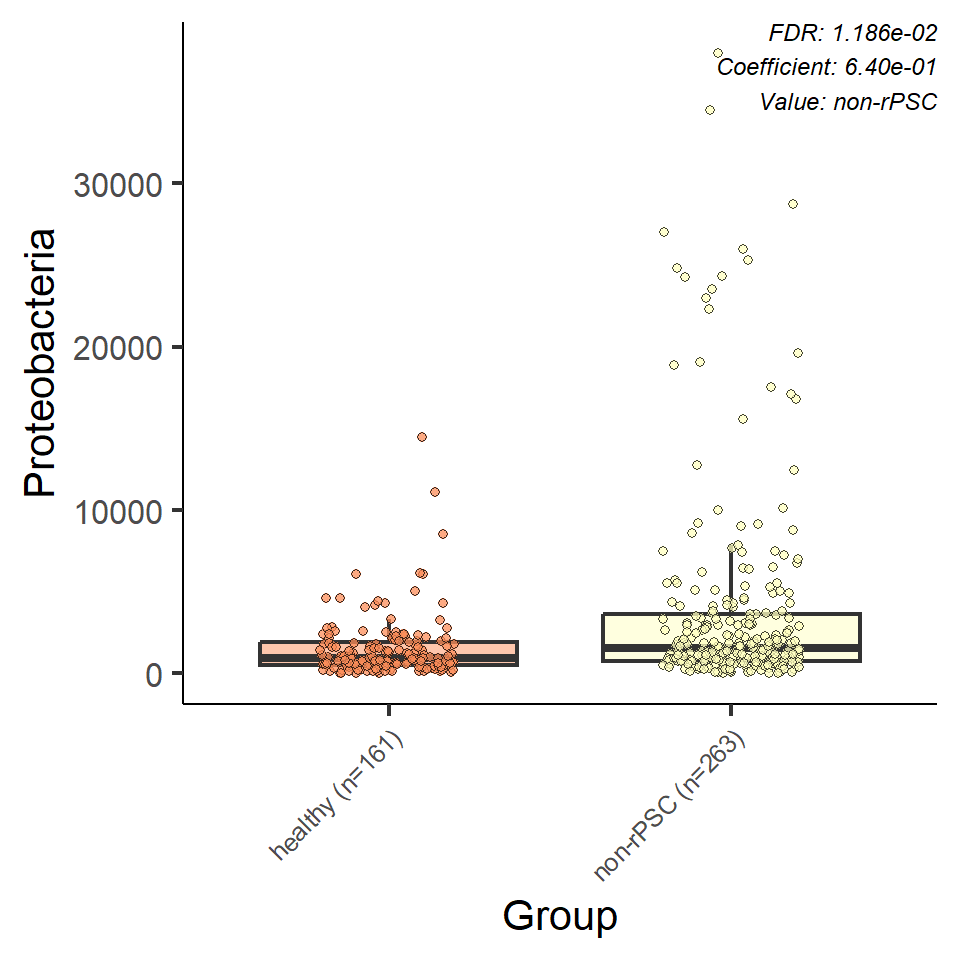 FDR: 1.186e-02
Coefficient: 6.40e-01
Value: non-rPSC
Proteobacteria
30000
20000
10000
0
healthy (n=161)
non-rPSC (n=263)
Group